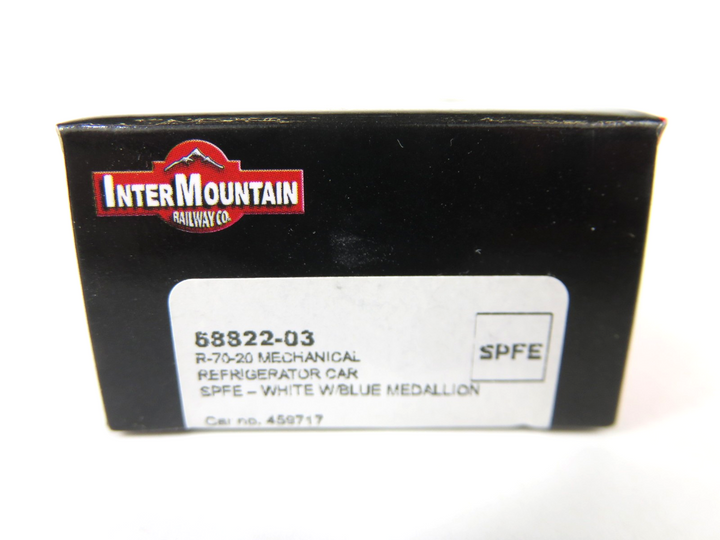 INTERMOUNTAIN
RAILWAY CO.
68822-03
R-70-20 MECHANICAL
REFRIGERATOR CAR
SPFE – WHITE W/BLUE MEDALLION
Car no. 459717
SPFE